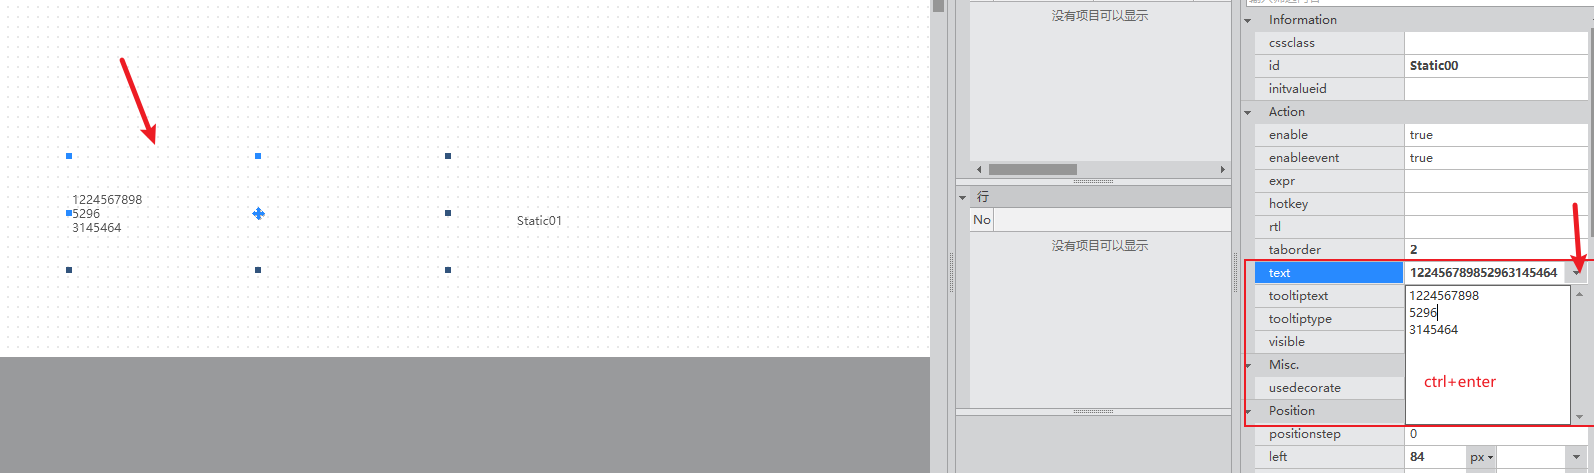 1224567898
5296
3145464
Static01
没有项目可以显示
行
No
没有项目可以显示
Information
cssclass
id Static00
initvalueid
Action
enable true
enableevent true
expr
hotkey
rtl
taborder 2
text 122456789852963145464
tooltiptext
tooltiptype
visible
1224567898
5296
3145464
ctrl+enter
Misc.
usedecorate
Position
positionstep 0
left 84 px